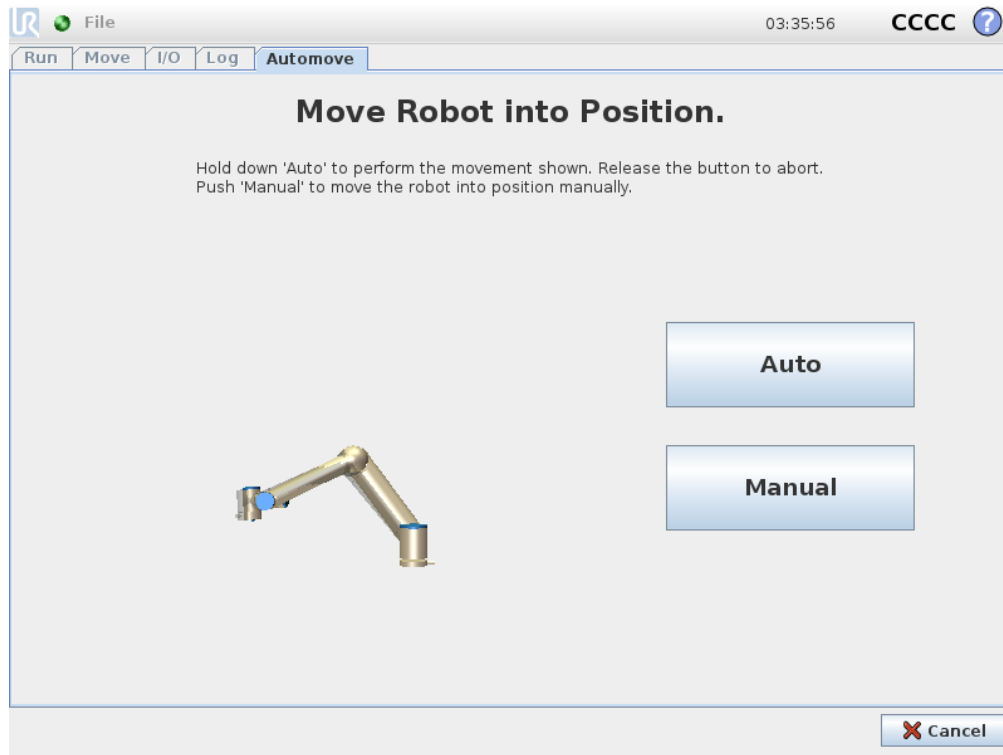 UR
File
03:35:56
CCCC
?
Run
Move
I/O
Log
Automove
Move Robot into Position.
Hold down 'Auto' to perform the movement shown. Release the button to abort.
Push 'Manual' to move the robot into position manually.
Auto
Manual
Cancel